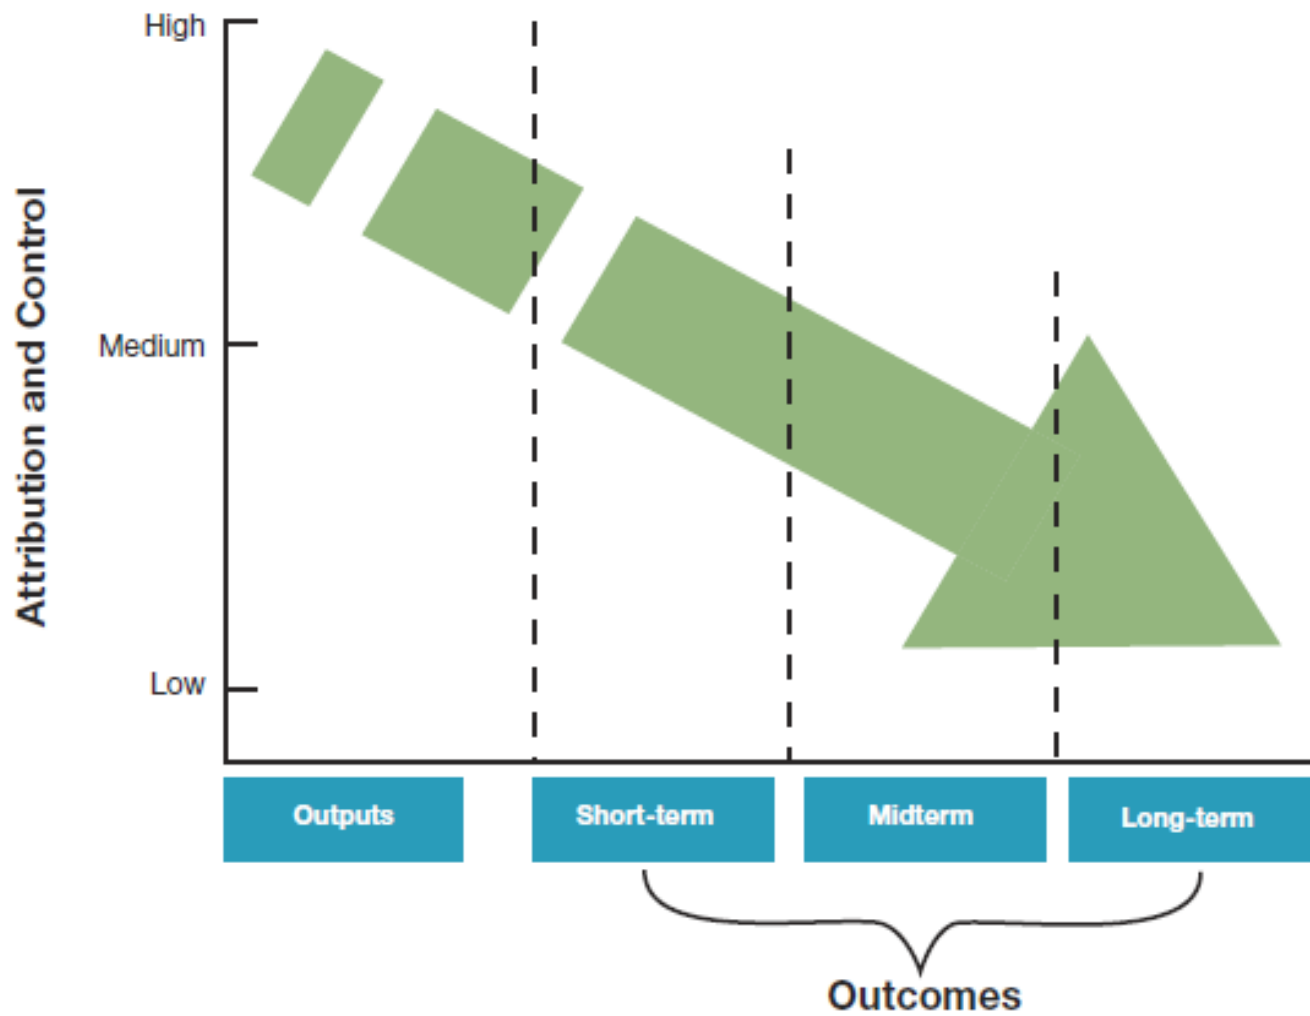 High
Medium
Low
Attribution and Control
Outputs
Short-term
Midterm
Long-term
Outcomes